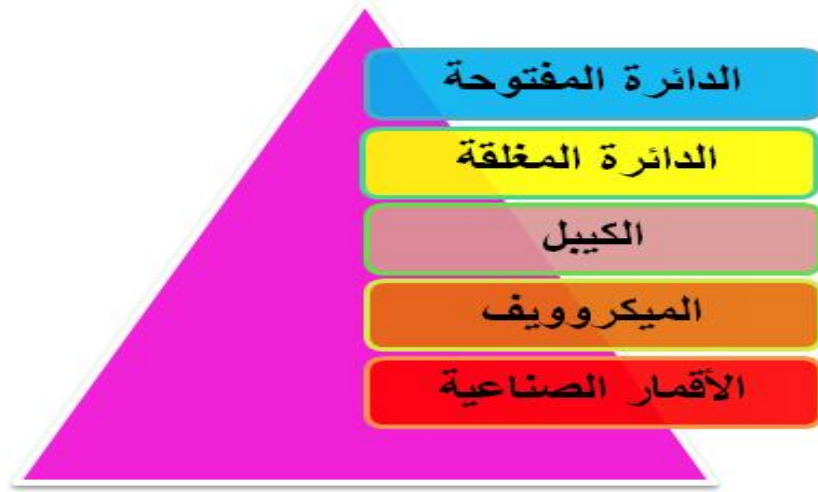 الدائرة المفتوحة
الدائرة المغلقة
الكيبل
الميكروويف
الأقمار الصناعية